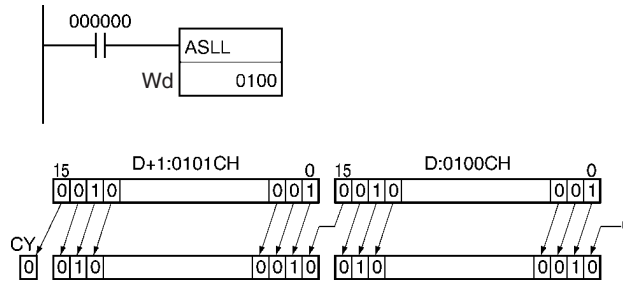 000000
ASLL
Wd 0100
15 D+1:0101CH 0 15 D:0100CH 0
0 0 1 0 0 0 1 0 0 1 0 0 0 1
CY
0 0 1 0 0 0 1 0 0 1 0 0 0 1 0